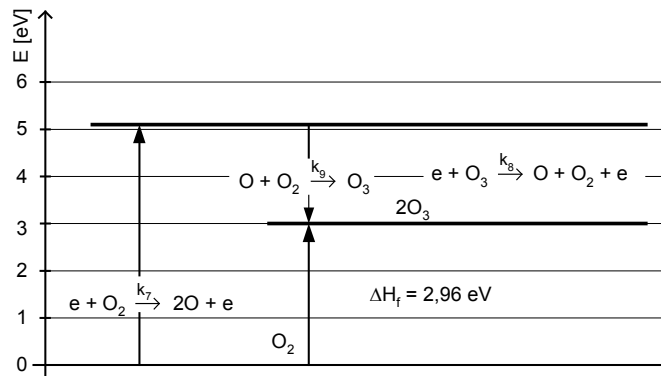 E [eV]
6
5
4
O + O₂ —k₉→ O₃
e + O₃ —k₈→ O + O₂ + e
2O₃
3
2
e + O₂ —k₇→ 2O + e
ΔH_f = 2,96 eV
1
O₂
0